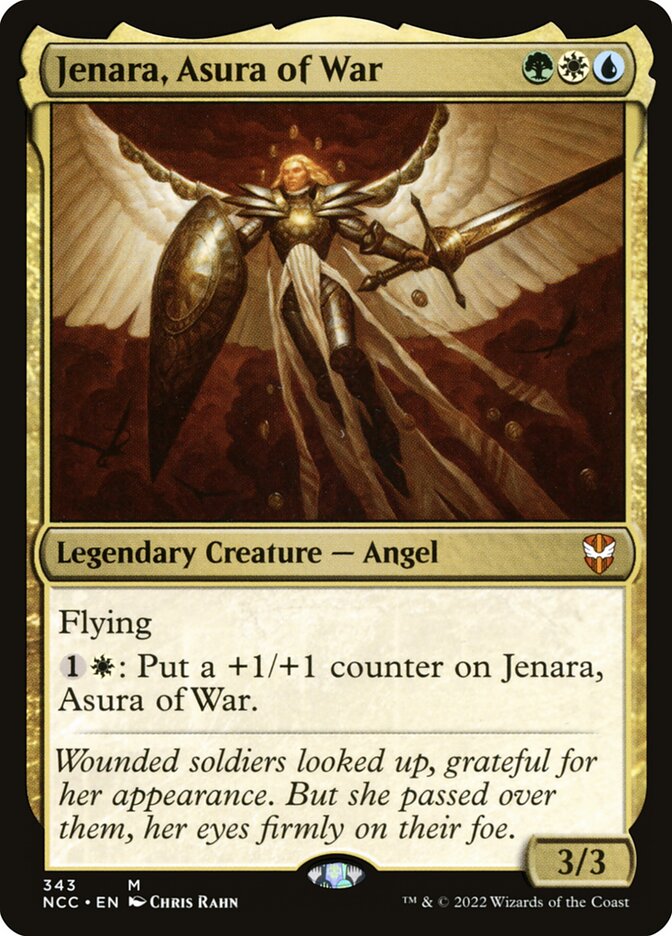 Jenara, Asura of War
Legendary Creature — Angel
Flying
1: Put a +1/+1 counter on Jenara,
Asura of War.
Wounded soldiers looked up, grateful for
her appearance. But she passed over
them, her eyes firmly on their foe.
3/3
343 M
NCC • EN Chris Rahn
™ & © 2022 Wizards of the Coast